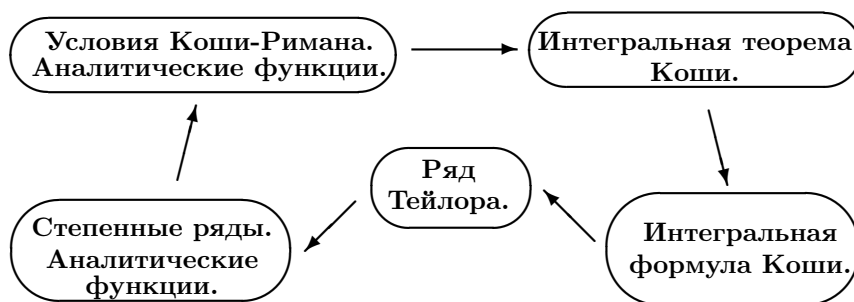 Условия Коши-Римана.
Аналитические функции.
Интегральная теорема
Коши.
Ряд
Тейлора.
Степенные ряды.
Аналитические
функции.
Интегральная
формула Коши.